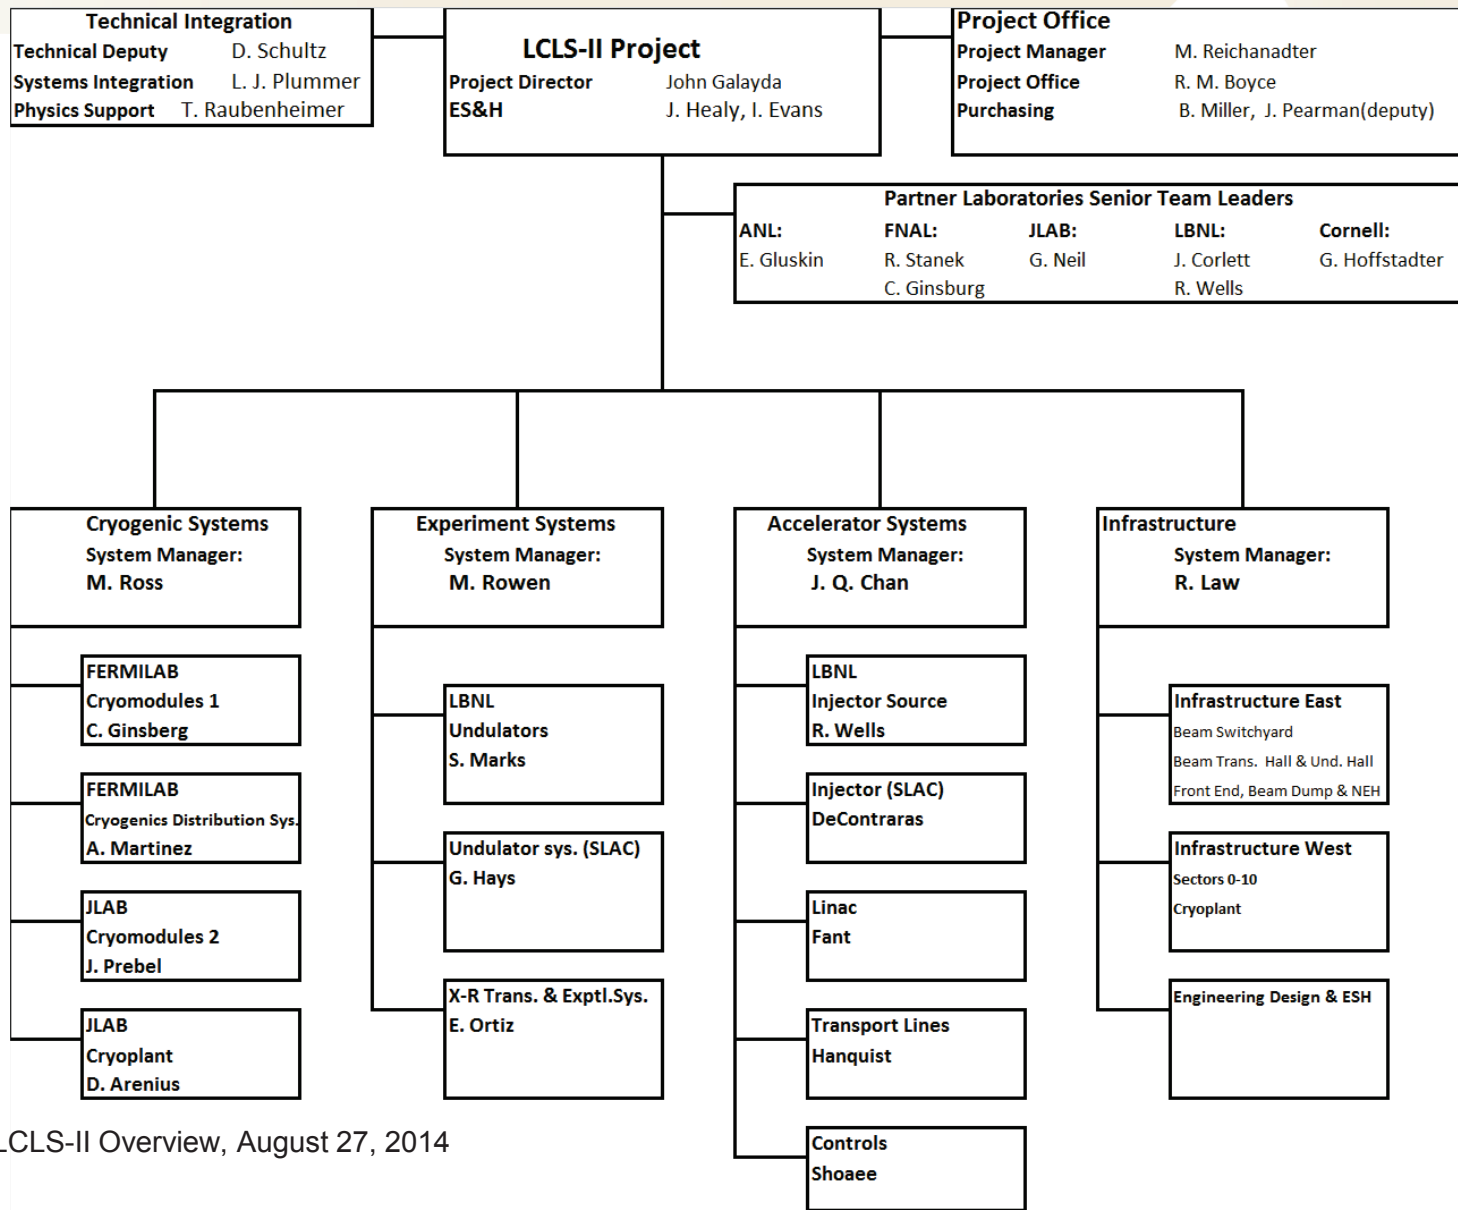 Technical Integration
Technical Deputy D. Schultz
Systems Integration L. J. Plummer
Physics Support T. Raubenheimer
LCLS-II Project
Project Director John Galayda
ES&H J. Healy, I. Evans
Project Office
Project Manager M. Reichanadter
Project Office R. M. Boyce
Purchasing B. Miller, J. Pearman(deputy)
Partner Laboratories Senior Team Leaders
ANL: FNAL: JLAB: LBNL: Cornell:
E. Gluskin R. Stanek G. Neil J. Corlett G. Hoffstadter
C. Ginsburg R. Wells
Cryogenic Systems
System Manager:
M. Ross
FERMILAB
Cryomodules 1
C. Ginsberg
FERMILAB
Cryogenics Distribution Sys.
A. Martinez
JLAB
Cryomodules 2
J. Prebel
JLAB
Cryoplant
D. Arenius
Experiment Systems
System Manager:
M. Rowen
LBNL
Undulators
S. Marks
Undulator sys. (SLAC)
G. Hays
X-R Trans. & Exptl.Sys.
E. Ortiz
Accelerator Systems
System Manager:
J. Q. Chan
LBNL
Injector Source
R. Wells
Injector (SLAC)
DeContraras
Linac
Fant
Transport Lines
Hanquist
Controls
Shoaee
Infrastructure
System Manager:
R. Law
Infrastructure East
Beam Switchyard
Beam Trans. Hall & Und. Hall
Front End, Beam Dump & NEH
Infrastructure West
Sectors 0-10
Cryoplant
Engineering Design & ESH
LCLS-II Overview, August 27, 2014